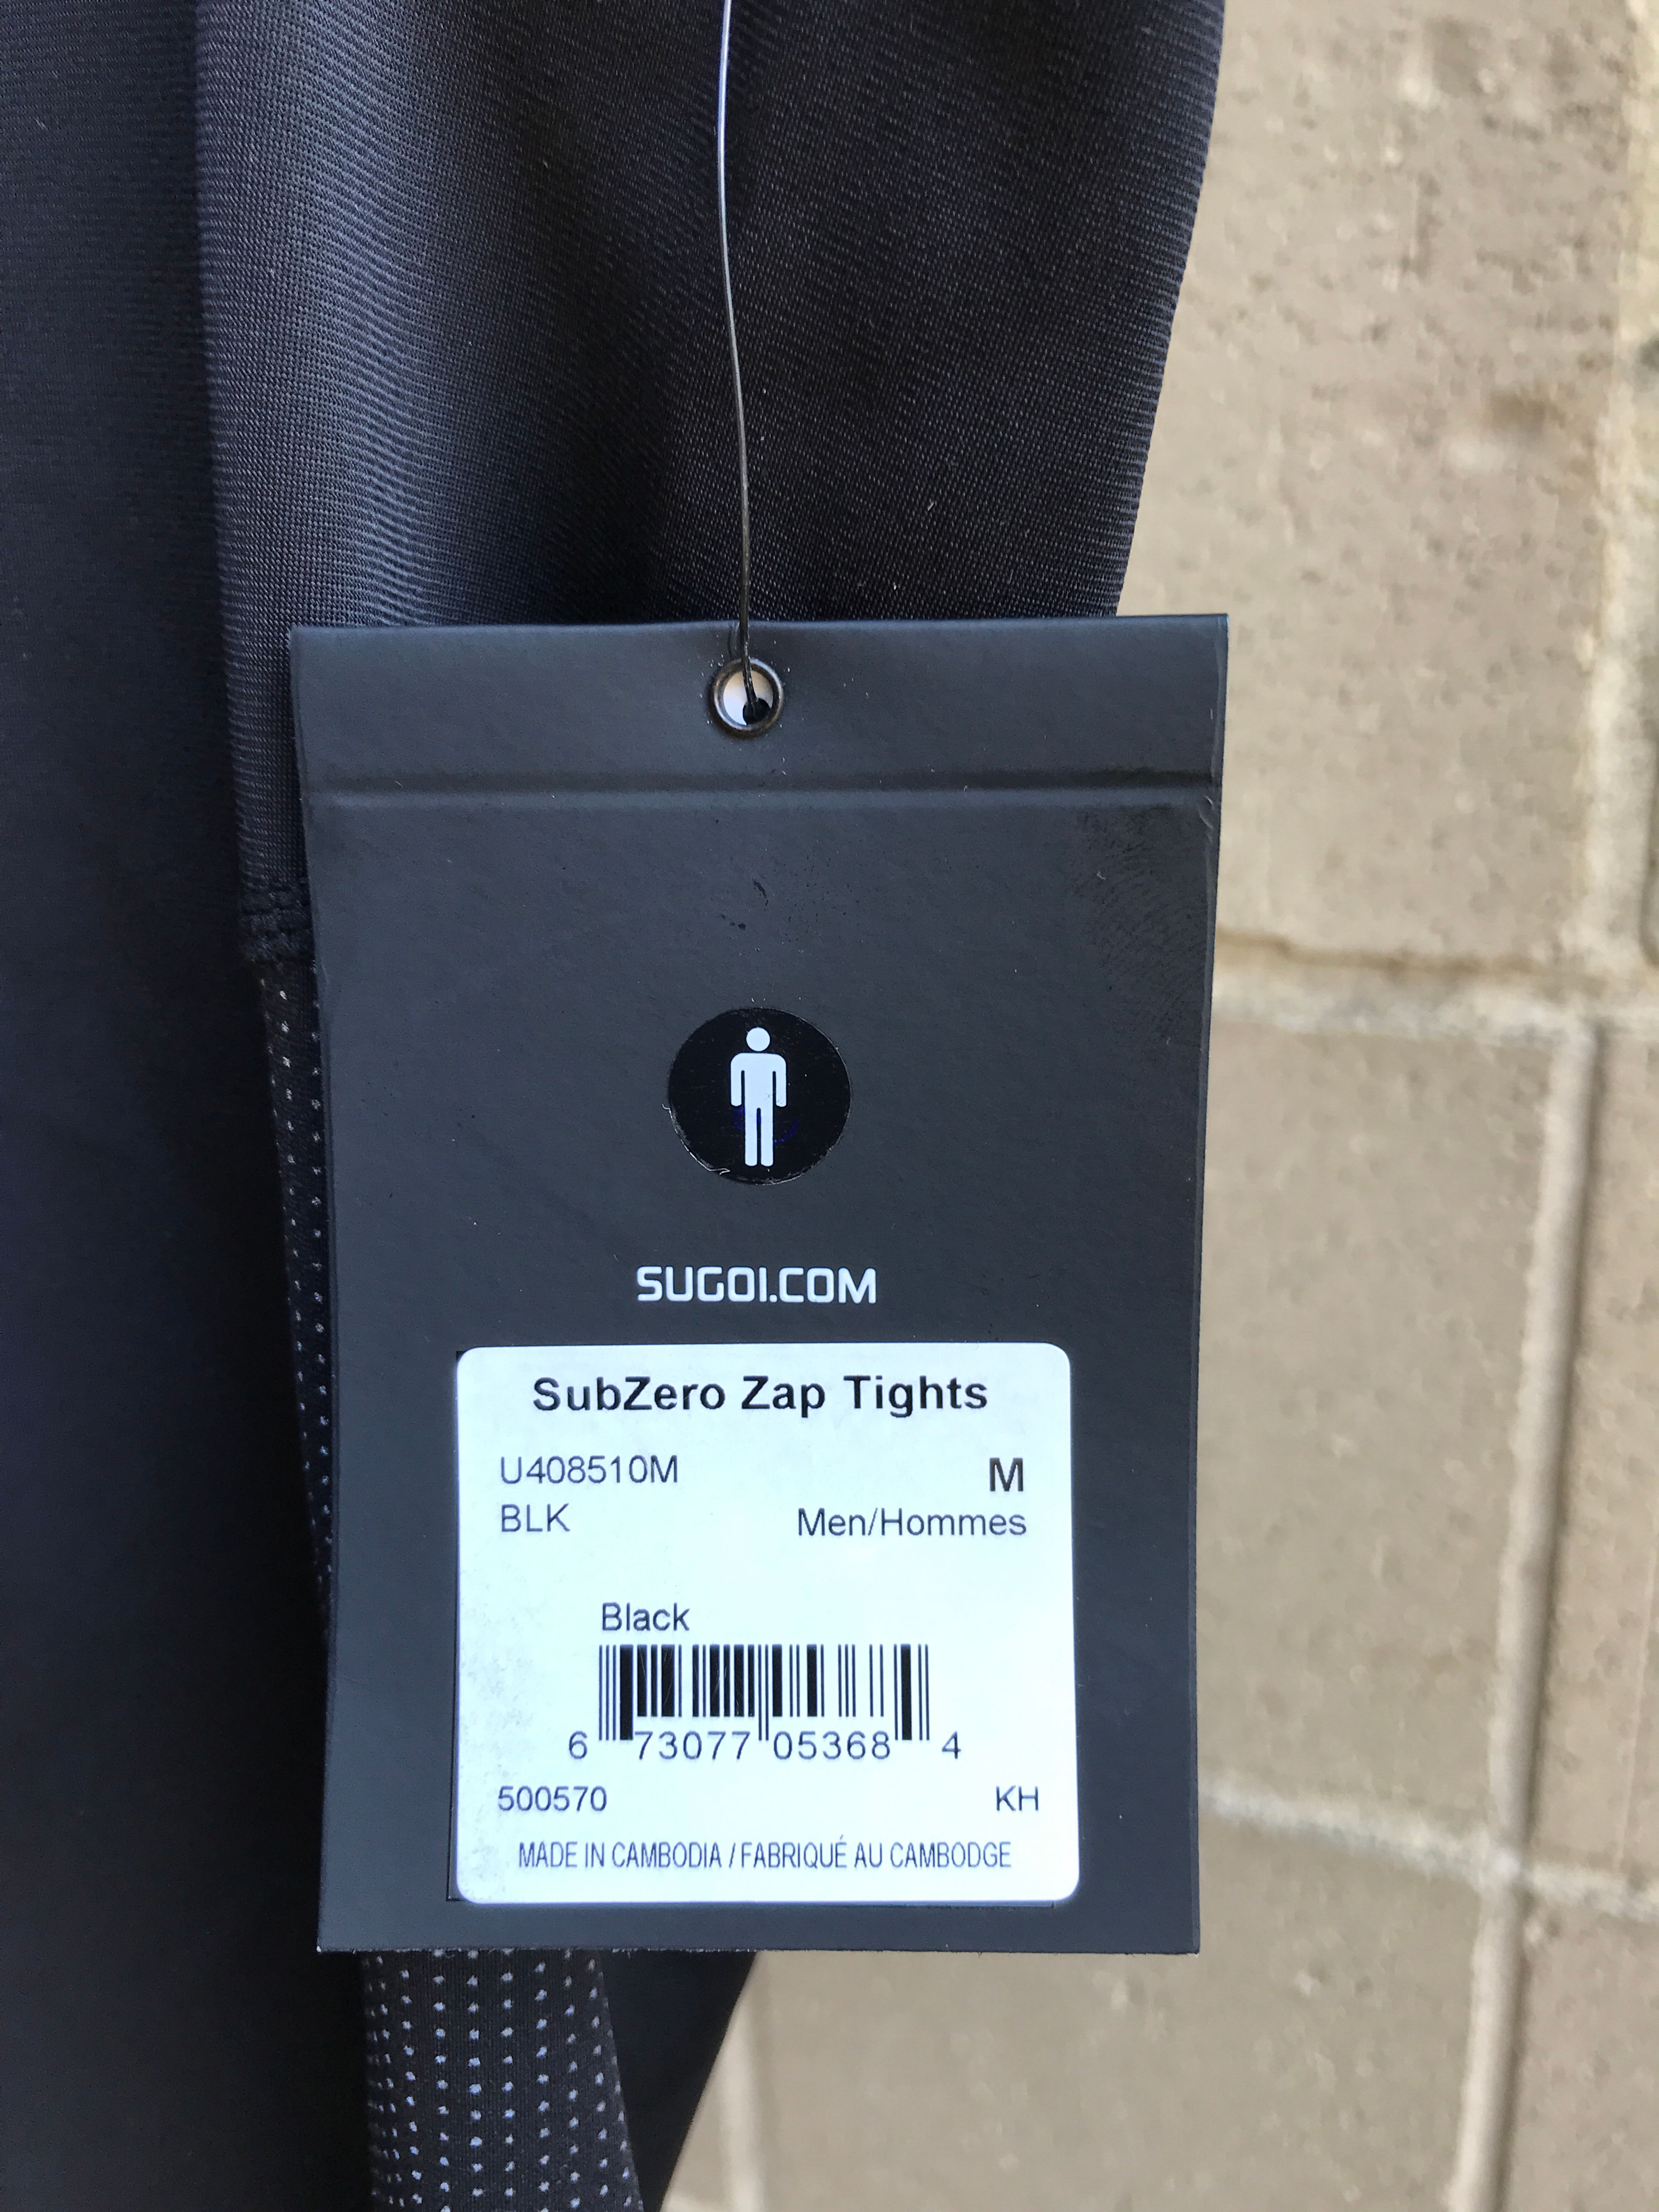 SUGOI.COM
SubZero Zap Tights
U408510M M
BLK Men/Hommes
Black
6 73077 05368 4
500570 KH
MADE IN CAMBODIA / FABRIQUÉ AU CAMBODGE